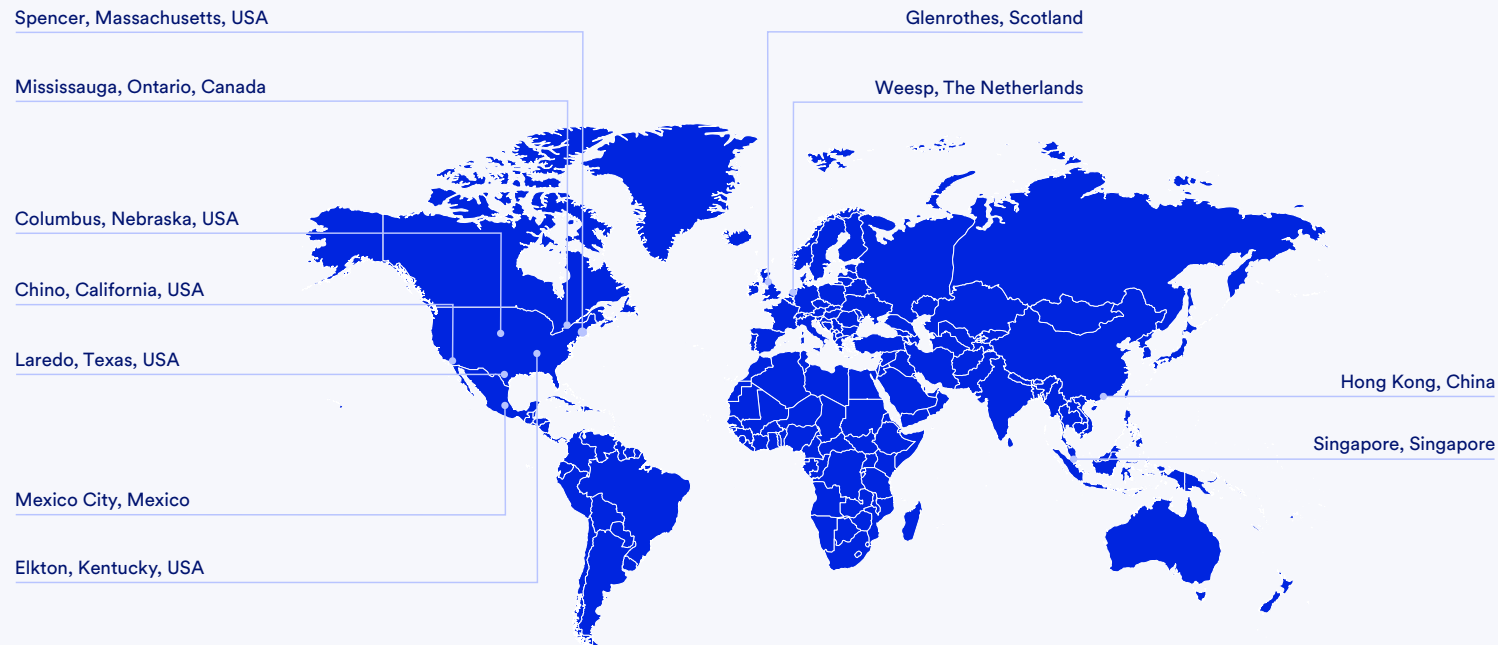 Spencer, Massachusetts, USA
Glenrothes, Scotland
Mississauga, Ontario, Canada
Weesp, The Netherlands
Columbus, Nebraska, USA
Chino, California, USA
Laredo, Texas, USA
Hong Kong, China
Singapore, Singapore
Mexico City, Mexico
Elkton, Kentucky, USA